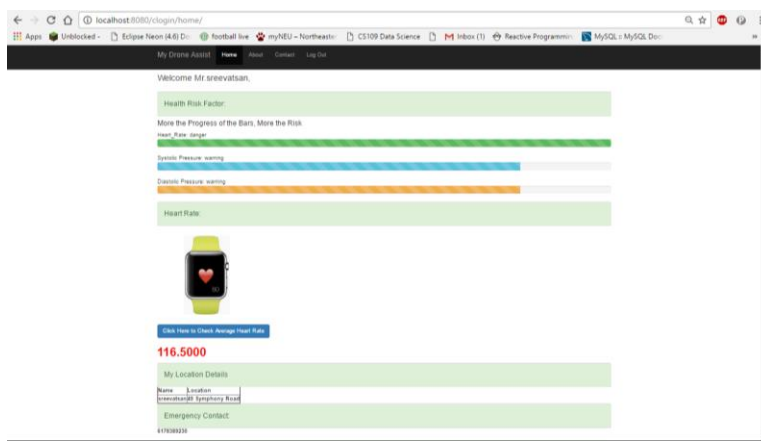 localhost:8080/clogin/home/
Apps Unblocked - Eclipse Neon (4.6) Do football live myNEU – Northeaster CS109 Data Science Inbox (1) Reactive Programmin MySQL :: MySQL Doc
My Drone Assist Home About Contact Log Out
Welcome Mr.sreevatsan,
Health Risk Factor:
More the Progress of the Bars, More the Risk
Heart_Rate: danger
Systolic Pressure: warning
Diastolic Pressure: warning
Heart Rate:
Click Here to Check Average Heart Rate
116.5000
My Location Details
Name Location
sreevatsan Symphony Road
Emergency Contact: